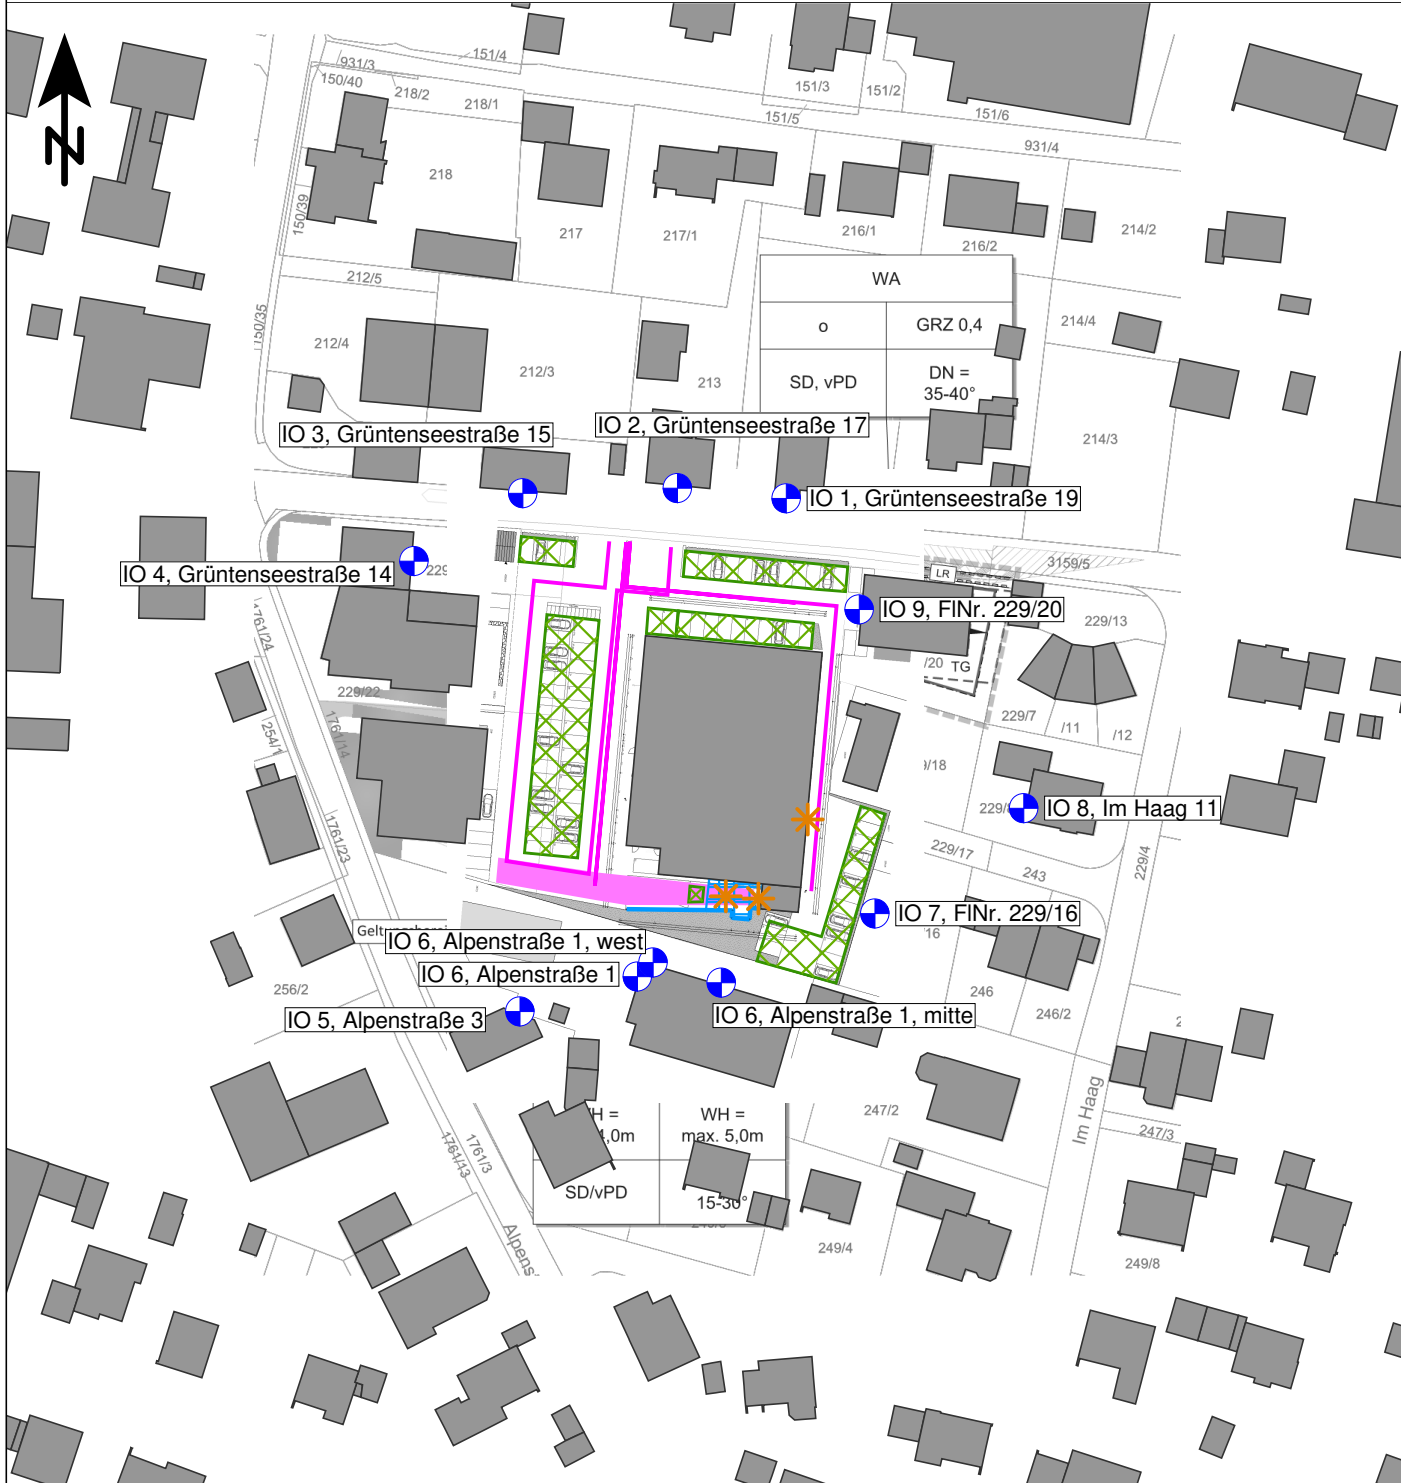 151/4
931/3
150/40
218/2
218/1
151/3
151/2
151/5
151/6
931/4
218
150/39
217
217/1
216/1
216/2
214/2
212/5
WA
150/35
212/4
o
GRZ 0,4
214/4
212/3
213
SD, vPD
DN =
35-40°
IO 3, Grüntenseestraße 15
IO 2, Grüntenseestraße 17
214/3
IO 1, Grüntenseestraße 19
IO 4, Grüntenseestraße 14
229
LR
3159/5
IO 9, FlNr. 229/20
229/13
1761/24
/20
TG
229/22
229/7
/11
/12
254/1
1761/14
229/
IO 8, Im Haag 11
1761/23
229/17
243
229/4
IO 7, FlNr. 229/16
16
IO 6, Alpenstraße 1, west
IO 6, Alpenstraße 1
256/2
246
IO 5, Alpenstraße 3
IO 6, Alpenstraße 1, mitte
246/2
H =
,0m
WH =
max. 5,0m
247/2
Im Haag
247/3
1761/13
1761/3
SD/vPD
15-30°
249/4
249/8
Alpens